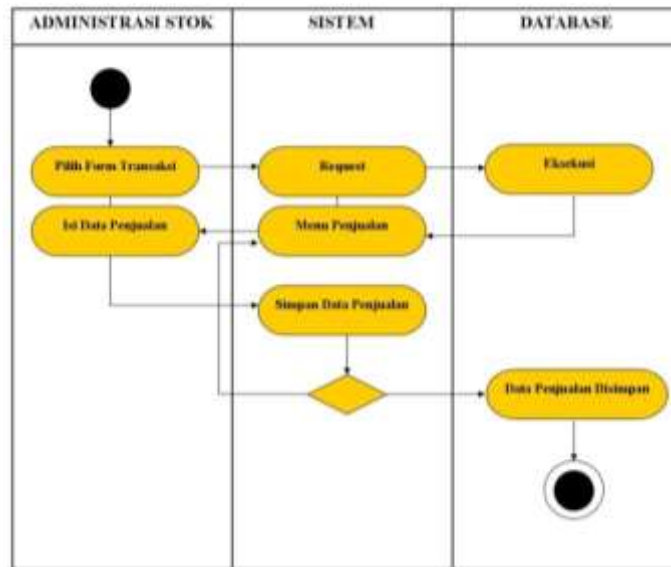 ADMINISTRASI STOK
SISTEM
DATABASE
Pilih Form Transaksi
Request
Eksekusi
Isi Data Penjualan
Menu Penjualan
Simpan Data Penjualan
Data Penjualan Disimpan